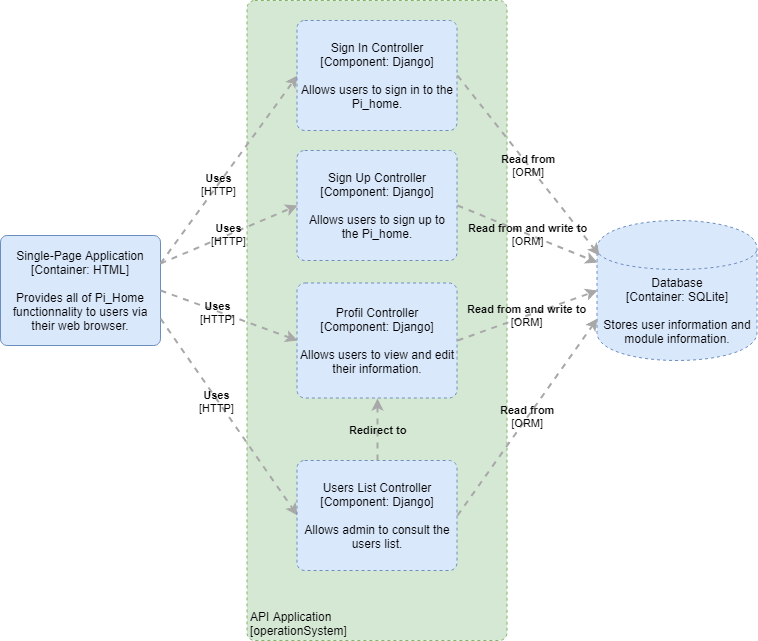 Sign In Controller
[Component: Django]
Allows users to sign in to the
Pi_home.
Sign Up Controller
[Component: Django]
Allows users to sign up to
the Pi_home.
Profil Controller
[Component: Django]
Allows users to view and edit
their information.
Users List Controller
[Component: Django]
Allows admin to consult the
users list.
Single-Page Application
[Container: HTML]
Provides all of Pi_Home
functionnality to users via
their web browser.
Uses
[HTTP]
Uses
[HTTP]
Uses
[HTTP]
Uses
[HTTP]
Redirect to
Read from
[ORM]
Read from and write to
[ORM]
Read from and write to
[ORM]
Read from
[ORM]
Database
[Container: SQLite]
Stores user information and
module information.
API Application
[operationSystem]